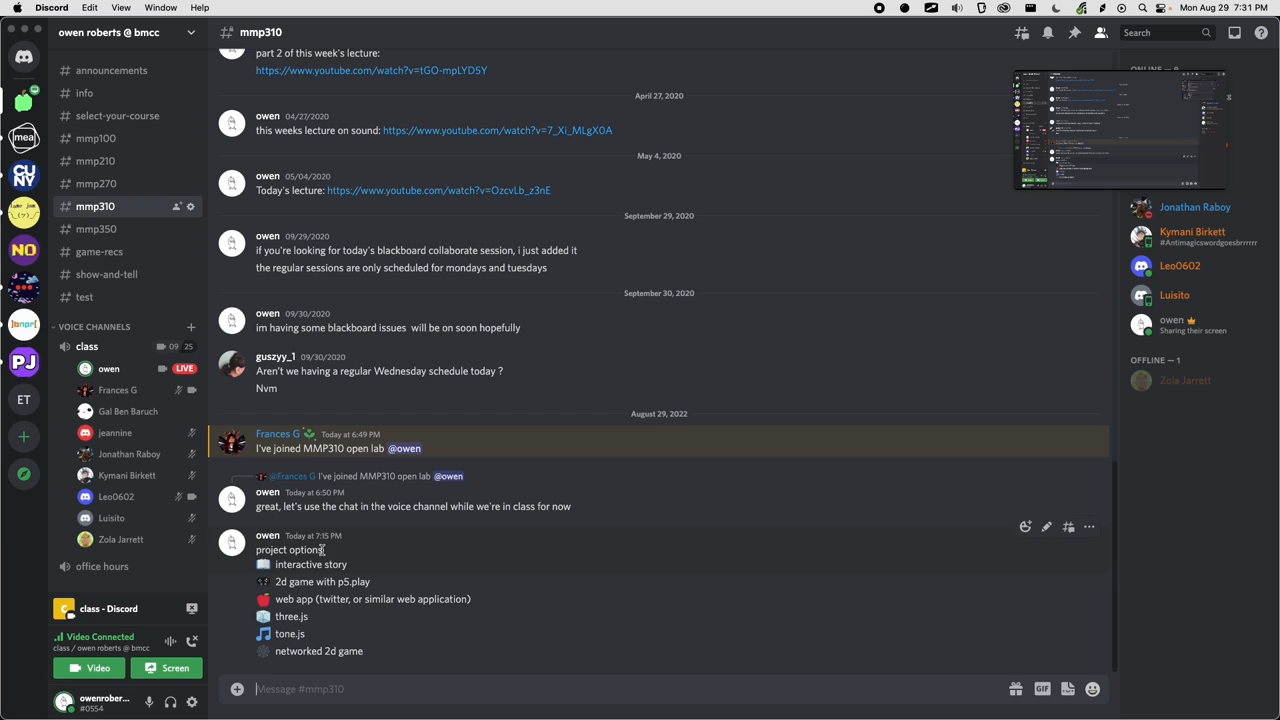 Discord File Edit View Window Help
Mon Aug 29 7:31 PM
owen roberts @ bmcc
# announcements
# info
# select-your-course
# mmp100
# mmp210
# mmp270
# mmp310
# mmp350
# game-recs
# show-and-tell
# test
VOICE CHANNELS
class 09 25
owen LIVE
Frances G
Gal Ben Baruch
jeannine
Jonathan Raboy
Kymani Birkett
Leo0602
Luisito
Zola Jarrett
office hours
class - Discord
Video Connected
class / owen roberts @ bmcc
Video Screen
owenrober...
#0554
mea
CU
NY
NO
[bnpr]
PJ
ET
mmp310
Search
part 2 of this week's lecture:
https://www.youtube.com/watch?v=tGO-mpLYD5Y
April 27, 2020
owen 04/27/2020
this weeks lecture on sound: https://www.youtube.com/watch?v=7_Xi_MLgX0A
May 4, 2020
owen 05/04/2020
Today's lecture: https://www.youtube.com/watch?v=OzcvLb_z3nE
September 29, 2020
owen 09/29/2020
if you're looking for today's blackboard collaborate session, i just added it
the regular sessions are only scheduled for mondays and tuesdays
September 30, 2020
owen 09/30/2020
im having some blackboard issues will be on soon hopefully
guszyy_1 09/30/2020
Aren't we having a regular Wednesday schedule today ?
Nvm
August 29, 2022
Frances G Today at 6:49 PM
I've joined MMP310 open lab @owen
@Frances G I've joined MMP310 open lab @owen
owen Today at 6:50 PM
great, let's use the chat in the voice channel while we're in class for now
owen Today at 7:15 PM
project options
interactive story
2d game with p5.play
web app (twitter, or similar web application)
three.js
tone.js
networked 2d game
Message #mmp310
GIF
Jonathan Raboy
Kymani Birkett
#Antimagicswordgoesbrrrrrr
Leo0602
Luisito
owen
Sharing their screen
OFFLINE — 1
Zola Jarrett